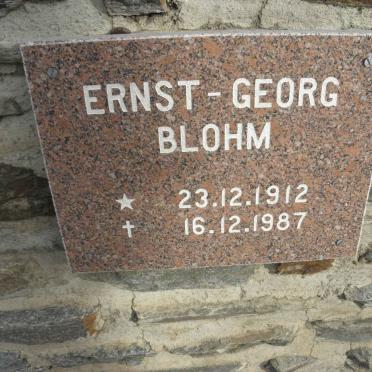 ERNST-GEORG
BLOHM
★ 23.12.1912
✝ 16.12.1987